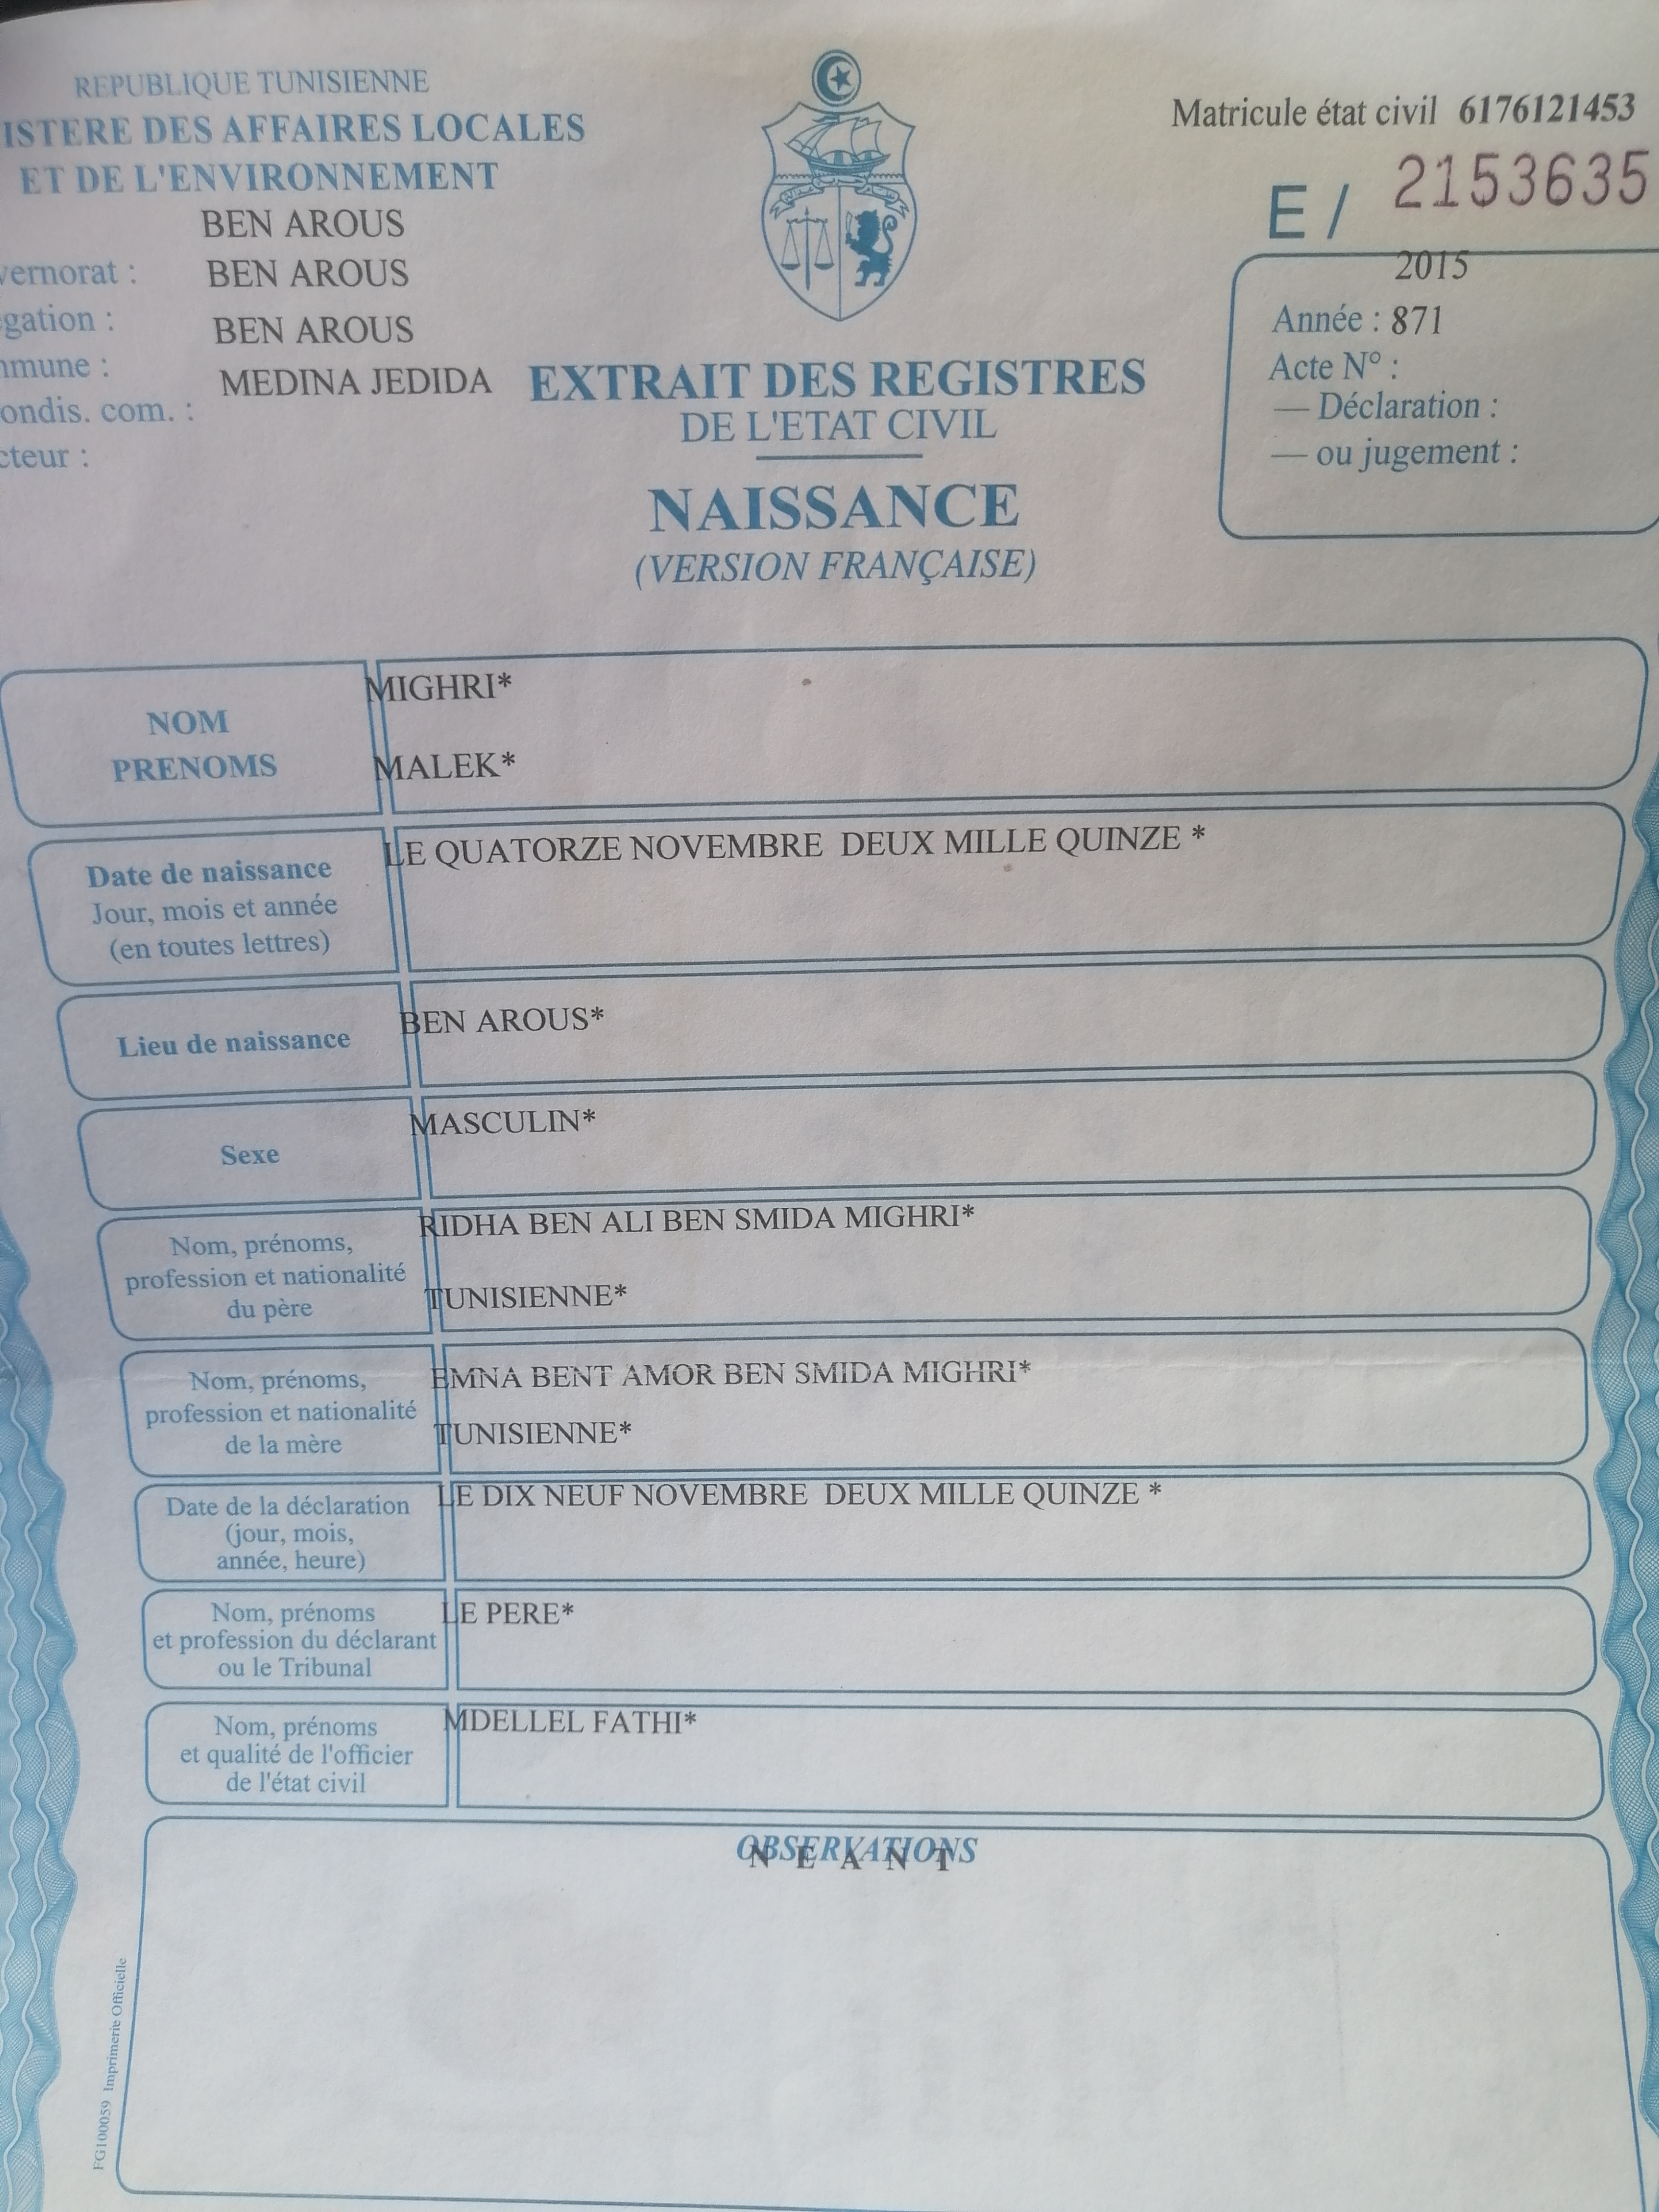 REPUBLIQUE TUNISIENNE
ISTERE DES AFFAIRES LOCALES
ET DE L'ENVIRONNEMENT
BEN AROUS
vernorat : BEN AROUS
gation : BEN AROUS
mmune : MEDINA JEDIDA
ondis. com. :
cteur :
Matricule état civil 6176121453
E / 2153635
2015
Année : 871
Acte N° :
— Déclaration :
— ou jugement :
EXTRAIT DES REGISTRES
DE L'ETAT CIVIL
NAISSANCE
(VERSION FRANÇAISE)
NOM MIGHRI*
PRENOMS MALEK*
Date de naissance LE QUATORZE NOVEMBRE DEUX MILLE QUINZE *
Jour, mois et année
(en toutes lettres)
Lieu de naissance BEN AROUS*
Sexe MASCULIN*
Nom, prénoms, RIDHA BEN ALI BEN SMIDA MIGHRI*
profession et nationalité
du père TUNISIENNE*
Nom, prénoms, EMNA BENT AMOR BEN SMIDA MIGHRI*
profession et nationalité
de la mère TUNISIENNE*
Date de la déclaration LE DIX NEUF NOVEMBRE DEUX MILLE QUINZE *
(jour, mois,
année, heure)
Nom, prénoms LE PERE*
et profession du déclarant
ou le Tribunal
Nom, prénoms MDELLEL FATHI*
et qualité de l'officier
de l'état civil
OBSERVATIONS
N E A N T
FG100059 Imprimerie Officielle